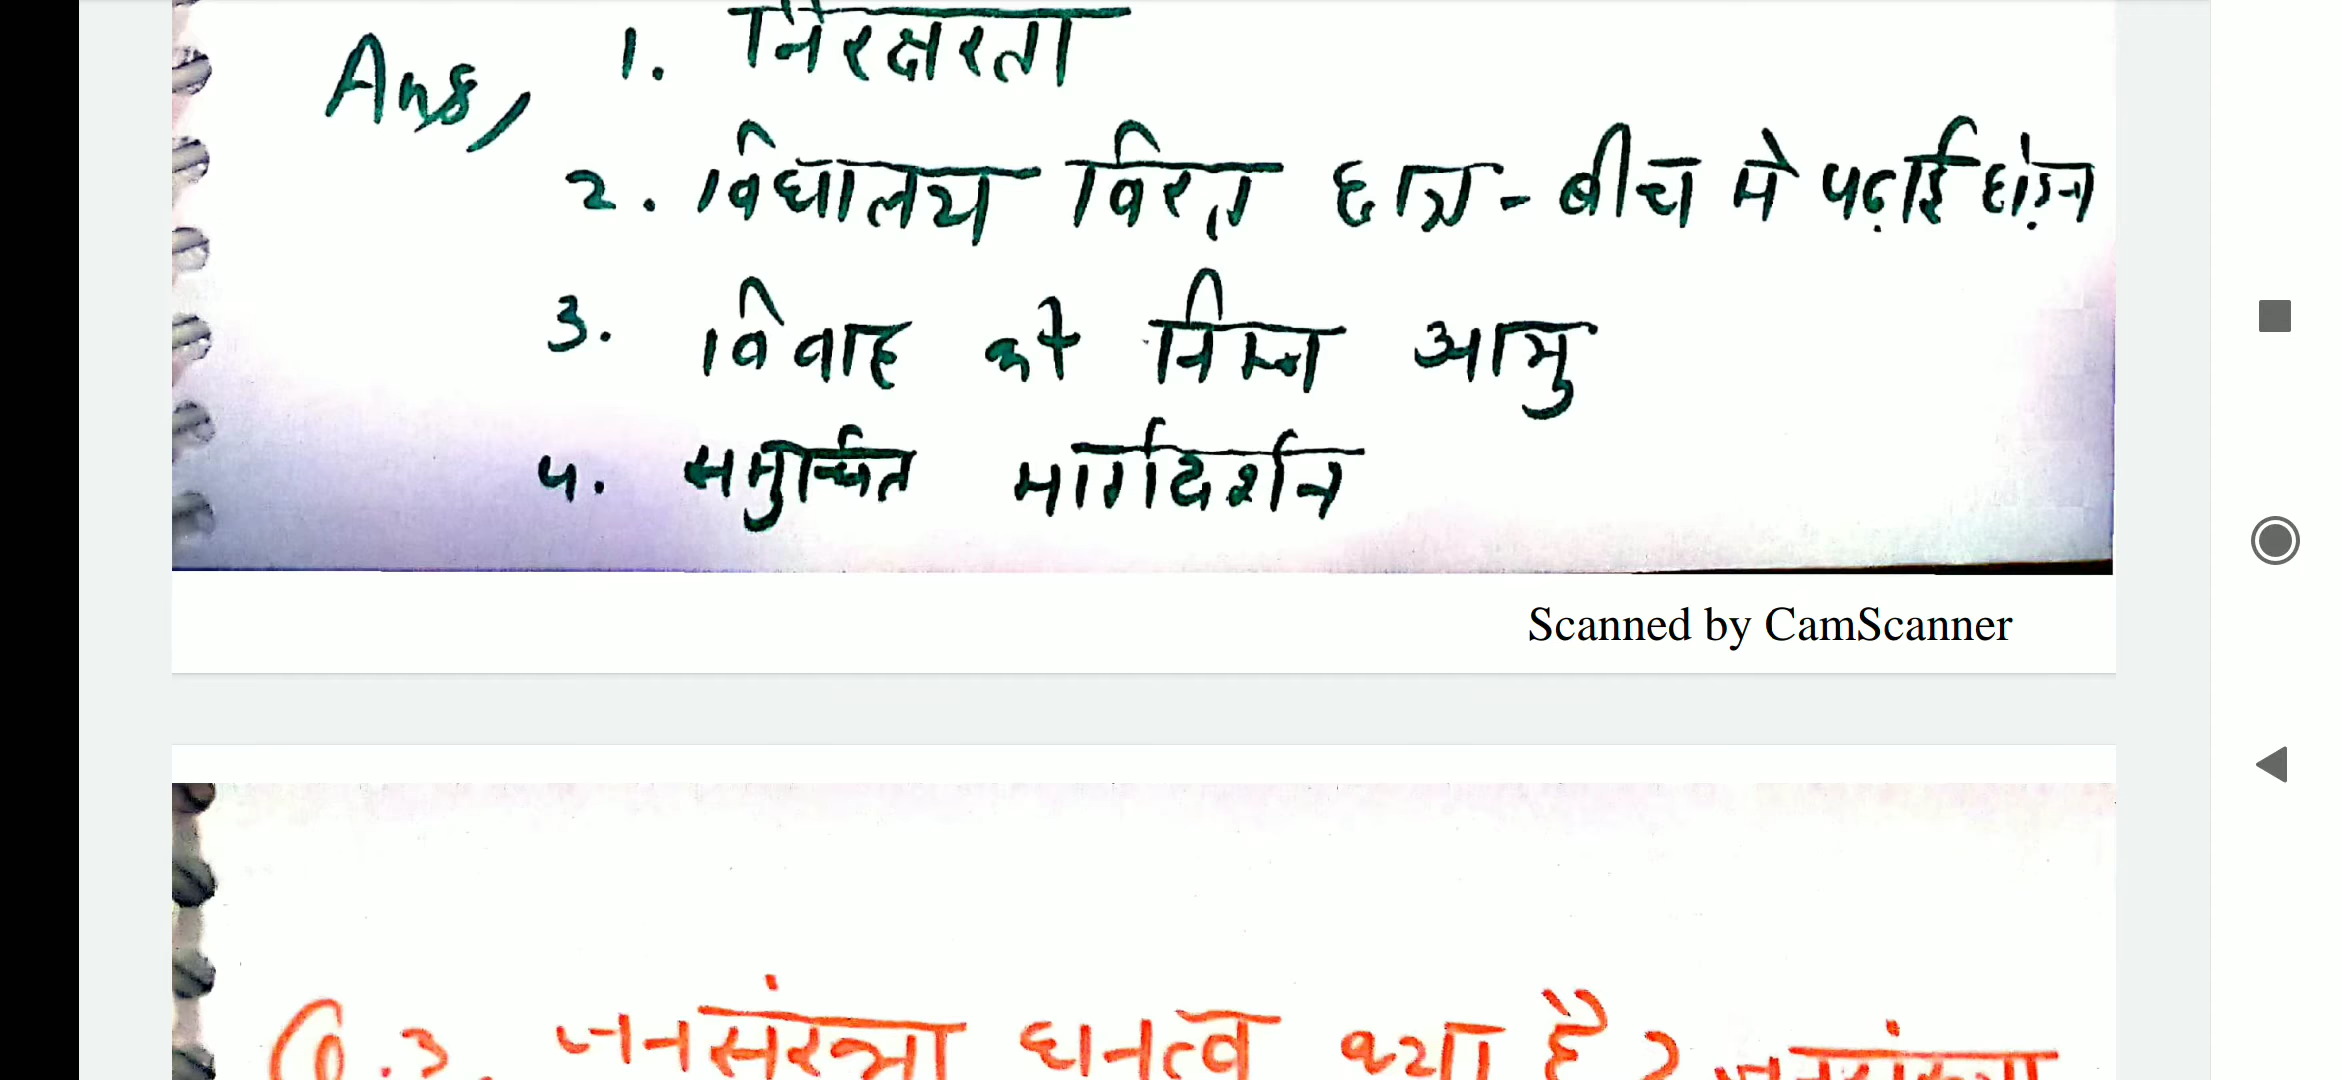 Ans, 1. निरक्षरता
2. विद्यालय विरत छात्र - बीच मे पढ़ाई छोड़ना
3. विवाह की निम्न आयु
4. समुचित मार्गदर्शन
Scanned by CamScanner
Q.3. जनसंख्या घनत्व क्या है ? जनसंख्या